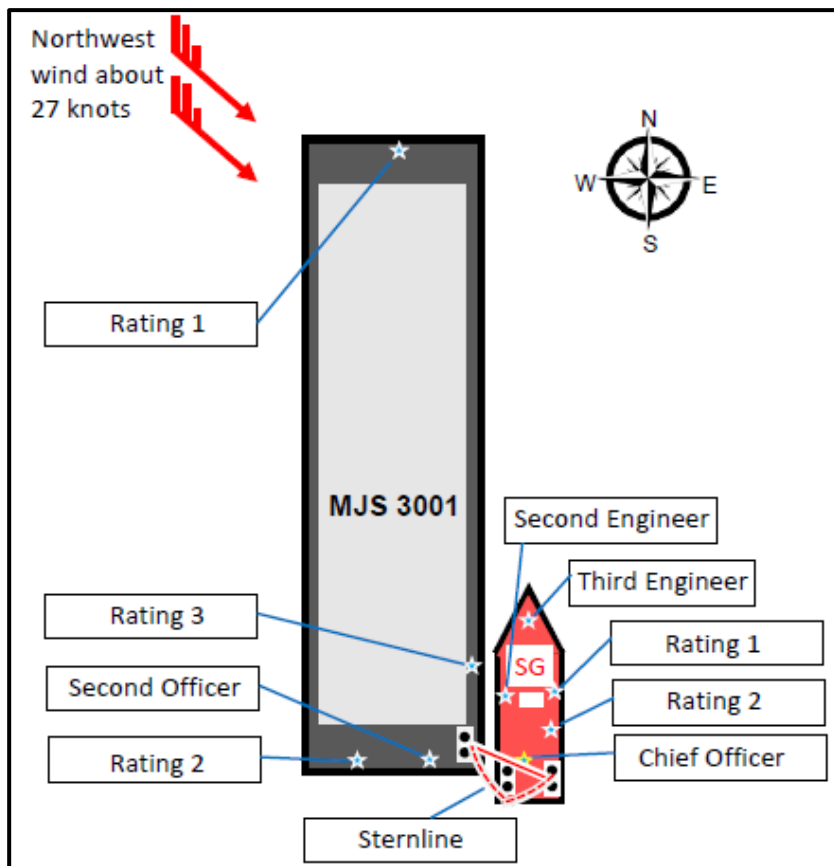 Northwest
wind about
27 knots
N
W
E
S
Rating 1
MJS 3001
Second Engineer
Third Engineer
Rating 3
SG
Rating 1
Second Officer
Rating 2
Rating 2
Chief Officer
Sternline